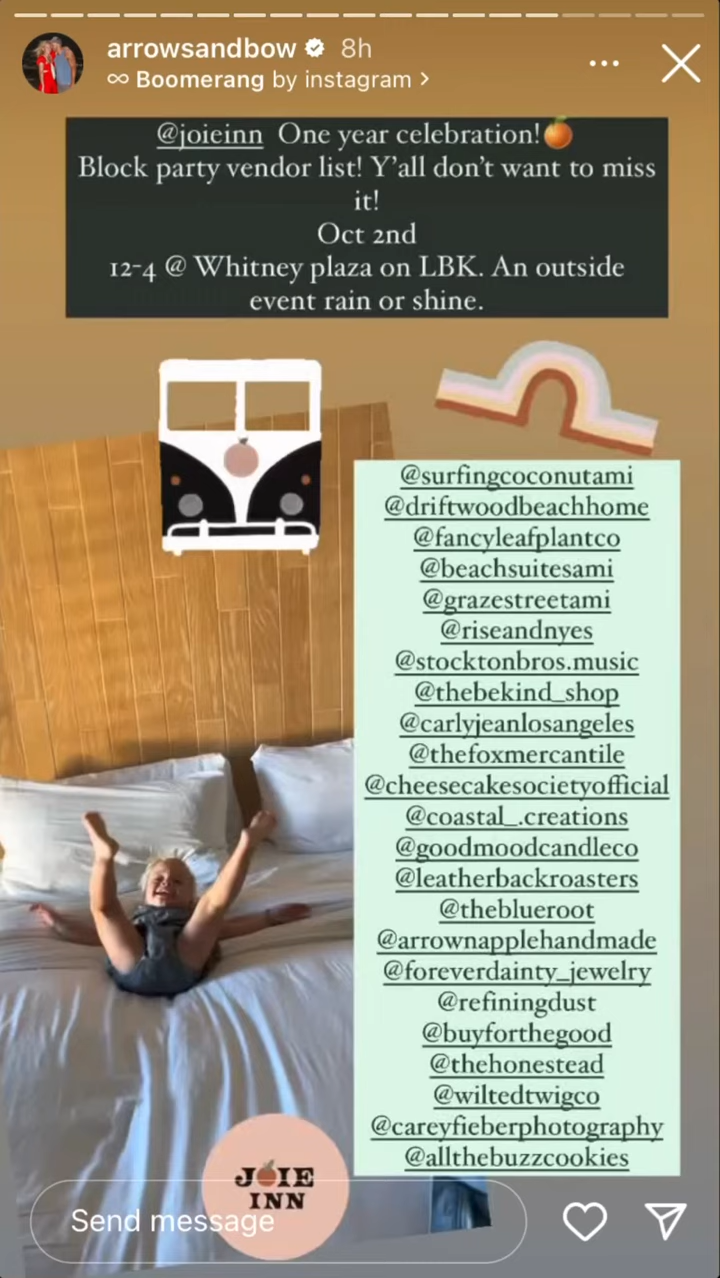 arrowsandbow 8h
∞ Boomerang by instagram >
@joieinn One year celebration!🍊
Block party vendor list! Y'all don't want to miss
it!
Oct 2nd
12-4 @ Whitney plaza on LBK. An outside
event rain or shine.
@surfingcoconutami
@driftwoodbeachhome
@fancyleafplantco
@beachsuitesami
@grazestreetami
@riseandnyes
@stocktonbros.music
@thebekind_shop
@carlyjeanlosangeles
@thefoxmercantile
@cheesecakesocietyofficial
@coastal_.creations
@goodmoodcandleco
@leatherbackroasters
@theblueroot
@arrownapplehandmade
@foreverdainty_jewelry
@refiningdust
@buyforthegood
@thehonestead
@wiltedtwigco
@careyfieberphotography
@allthebuzzcookies
JOIE
INN
Send message